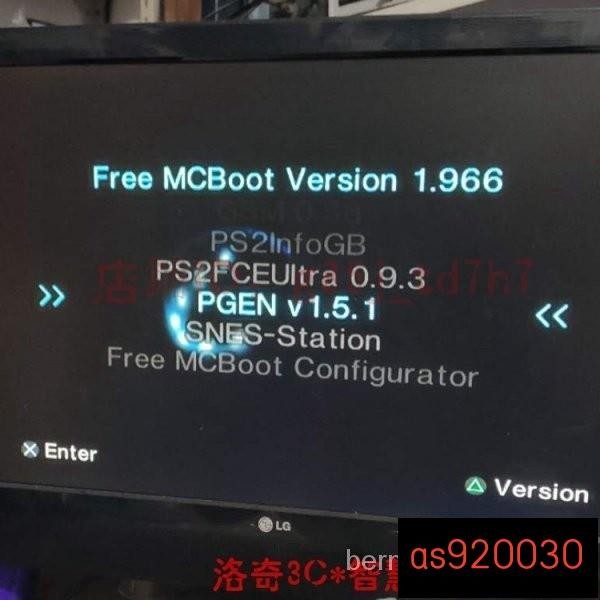 Free MCBoot Version 1.966
PS2InfoGB
PS2FCEUltra 0.9.3
PGEN v1.5.1
SNES-Station
Free MCBoot Configurator
Enter
Version
LG
as920030
洛奇3C*智慧